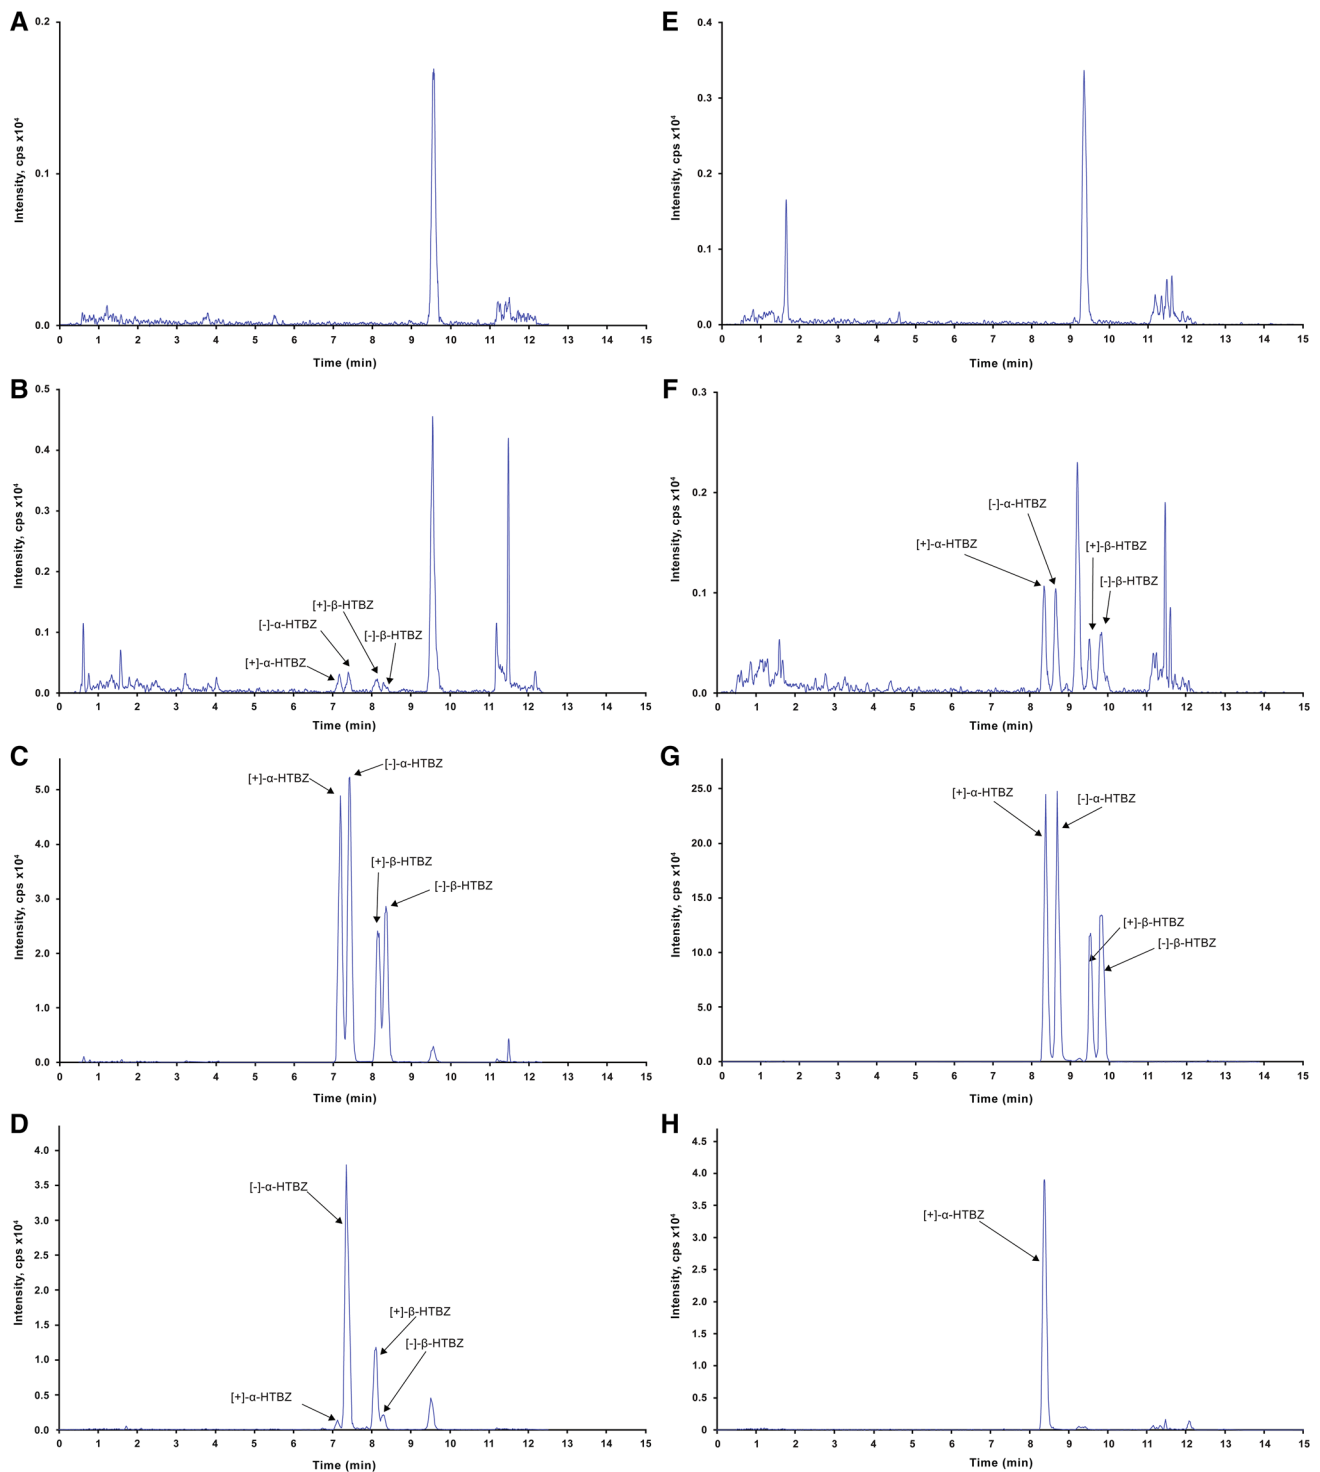 A
0.2
0.1
0.0
Intensity, cps x10⁴
0 1 2 3 4 5 6 7 8 9 10 11 12 13 14 15
Time (min)
E
0.4
0.3
0.2
0.1
0.0
Intensity, cps x10⁴
0 1 2 3 4 5 6 7 8 9 10 11 12 13 14 15
Time (min)
B
0.5
0.4
0.3
0.2
0.1
0.0
Intensity, cps x10⁴
[+]-β-HTBZ
[-]-α-HTBZ
[-]-β-HTBZ
[+]-α-HTBZ
0 1 2 3 4 5 6 7 8 9 10 11 12 13 14 15
Time (min)
F
0.3
0.2
0.1
0.0
Intensity, cps x10⁴
[-]-α-HTBZ
[+]-α-HTBZ
[+]-β-HTBZ
[-]-β-HTBZ
1 2 3 4 5 6 7 8 9 10 11 12 13 14 15
Time (min)
C
5.0
4.0
3.0
2.0
1.0
0.0
Intensity, cps x10⁴
[-]-α-HTBZ
[+]-α-HTBZ
[+]-β-HTBZ
[-]-β-HTBZ
0 1 2 3 4 5 6 7 8 9 10 11 12 13 14 15
Time (min)
G
25.0
20.0
15.0
10.0
5.0
0.0
Intensity, cps x10⁴
[+]-α-HTBZ
[-]-α-HTBZ
[+]-β-HTBZ
[-]-β-HTBZ
0 1 2 3 4 5 6 7 8 9 10 11 12 13 14 15
Time (min)
D
4.0
3.5
3.0
2.5
2.0
1.5
1.0
0.5
0.0
Intensity, cps x10⁴
[-]-α-HTBZ
[+]-β-HTBZ
[-]-β-HTBZ
[+]-α-HTBZ
0 1 2 3 4 5 6 7 8 9 10 11 12 13 14 15
Time (min)
H
4.5
4.0
3.5
3.0
2.5
2.0
1.5
1.0
0.5
0
Intensity, cps x10⁴
[+]-α-HTBZ
0 1 2 3 4 5 6 7 8 9 10 11 12 13 14 15
Time (min)